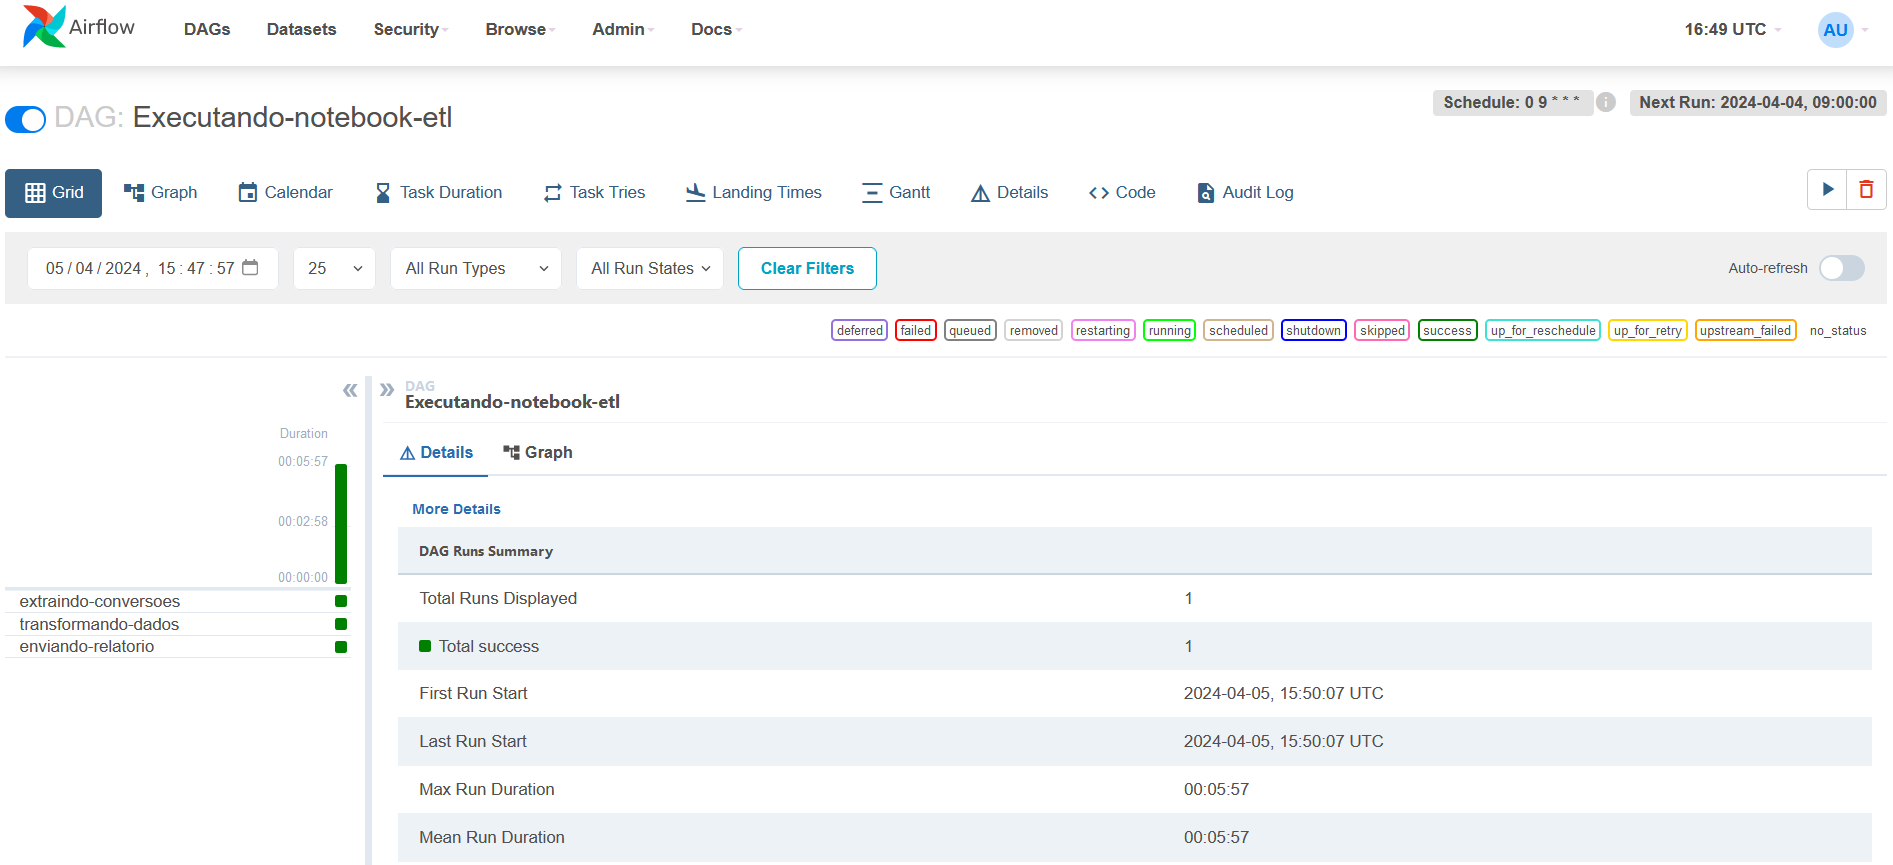 Airflow DAGs Datasets Security Browse Admin Docs 16:49 UTC AU
DAG: Executando-notebook-etl
Schedule: 0 9 * * * i Next Run: 2024-04-04, 09:00:00
Grid Graph Calendar Task Duration Task Tries Landing Times Gantt Details Code Audit Log
05/04/2024, 15:47:57 25 All Run Types All Run States Clear Filters Auto-refresh
deferred failed queued removed restarting running scheduled shutdown skipped success up_for_reschedule up_for_retry upstream_failed no_status
Duration
00:05:57
00:02:58
00:00:00
extraindo-conversoes
transformando-dados
enviando-relatorio
DAG
Executando-notebook-etl
Details Graph
More Details
DAG Runs Summary
Total Runs Displayed 1
Total success 1
First Run Start 2024-04-05, 15:50:07 UTC
Last Run Start 2024-04-05, 15:50:07 UTC
Max Run Duration 00:05:57
Mean Run Duration 00:05:57